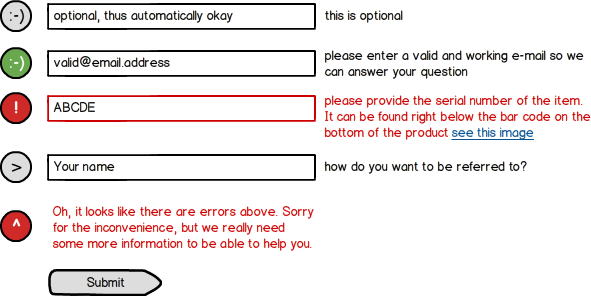 :-) optional, thus automatically okay this is optional
:-) valid@email.address please enter a valid and working e-mail so we
can answer your question
! ABCDE please provide the serial number of the item.
It can be found right below the bar code on the
bottom of the product see this image
> Your name how do you want to be referred to?
^ Oh, it looks like there are errors above. Sorry
for the inconvenience, but we really need
some more information to be able to help you.
Submit